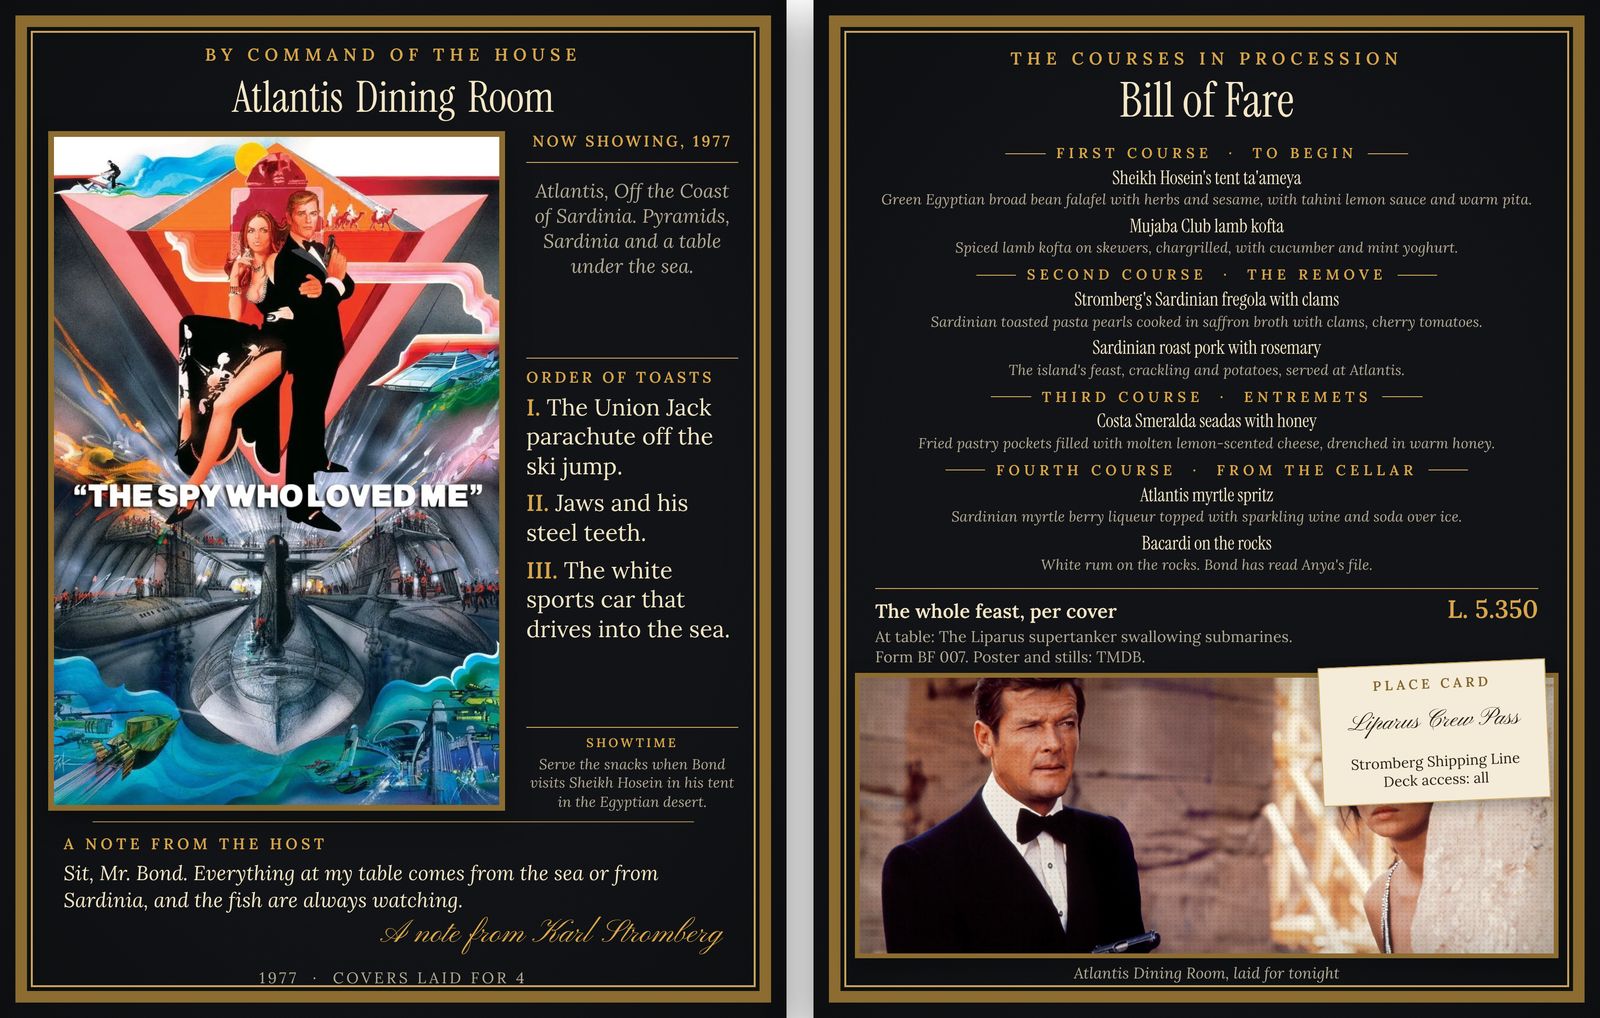 BY COMMAND OF THE HOUSE
Atlantis Dining Room
NOW SHOWING, 1977
Atlantis, Off the Coast
of Sardinia. Pyramids,
Sardinia and a table
under the sea.
ORDER OF TOASTS
I. The Union Jack
parachute off the
ski jump.
II. Jaws and his
steel teeth.
III. The white
sports car that
drives into the sea.
"THE SPY WHO LOVED ME"
SHOWTIME
Serve the snacks when Bond
visits Sheikh Hosein in his tent
in the Egyptian desert.
A NOTE FROM THE HOST
Sit, Mr. Bond. Everything at my table comes from the sea or from
Sardinia, and the fish are always watching.
A note from Karl Stromberg
1977 · COVERS LAID FOR 4
THE COURSES IN PROCESSION
Bill of Fare
FIRST COURSE · TO BEGIN
Sheikh Hosein's tent ta'ameya
Green Egyptian broad bean falafel with herbs and sesame, with tahini lemon sauce and warm pita.
Mujaba Club lamb kofta
Spiced lamb kofta on skewers, chargrilled, with cucumber and mint yoghurt.
SECOND COURSE · THE REMOVE
Stromberg's Sardinian fregola with clams
Sardinian toasted pasta pearls cooked in saffron broth with clams, cherry tomatoes.
Sardinian roast pork with rosemary
The island's feast, crackling and potatoes, served at Atlantis.
THIRD COURSE · ENTREMETS
Costa Smeralda seadas with honey
Fried pastry pockets filled with molten lemon-scented cheese, drenched in warm honey.
FOURTH COURSE · FROM THE CELLAR
Atlantis myrtle spritz
Sardinian myrtle berry liqueur topped with sparkling wine and soda over ice.
Bacardi on the rocks
White rum on the rocks. Bond has read Anya's file.
The whole feast, per cover L. 5.350
At table: The Liparus supertanker swallowing submarines.
Form BF 007. Poster and stills: TMDB.
PLACE CARD
Liparus Crew Pass
Stromberg Shipping Line
Deck access: all
Atlantis Dining Room, laid for tonight